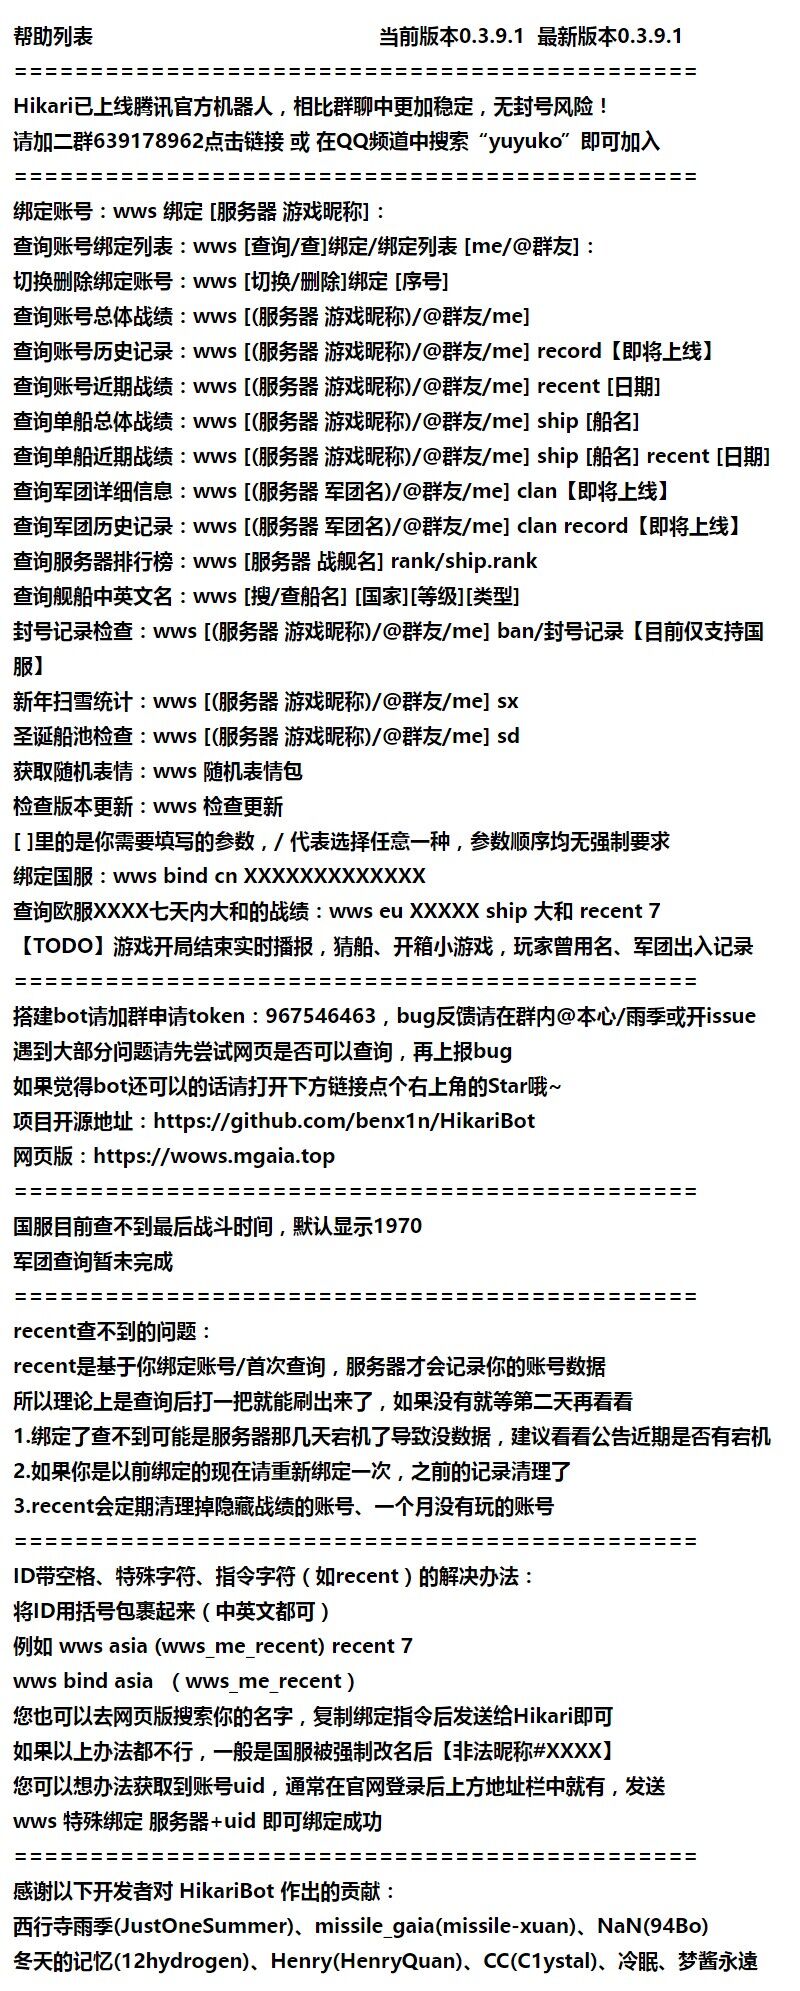 帮助列表 当前版本0.3.9.1 最新版本0.3.9.1
=============================================
Hikari已上线腾讯官方机器人，相比群聊中更加稳定，无封号风险！
请加二群639178962点击链接 或 在QQ频道中搜索“yuyuko”即可加入
=============================================
绑定账号：wws 绑定 [服务器 游戏昵称]：
查询账号绑定列表：wws [查询/查]绑定/绑定列表 [me/@群友]：
切换删除绑定账号：wws [切换/删除]绑定 [序号]
查询账号总体战绩：wws [(服务器 游戏昵称)/@群友/me]
查询账号历史记录：wws [(服务器 游戏昵称)/@群友/me] record【即将上线】
查询账号近期战绩：wws [(服务器 游戏昵称)/@群友/me] recent [日期]
查询单船总体战绩：wws [(服务器 游戏昵称)/@群友/me] ship [船名]
查询单船近期战绩：wws [(服务器 游戏昵称)/@群友/me] ship [船名] recent [日期]
查询军团详细信息：wws [(服务器 军团名)/@群友/me] clan【即将上线】
查询军团历史记录：wws [(服务器 军团名)/@群友/me] clan record【即将上线】
查询服务器排行榜：wws [服务器 战舰名] rank/ship.rank
查询舰船中英文名：wws [搜/查船名] [国家][等级][类型]
封号记录检查：wws [(服务器 游戏昵称)/@群友/me] ban/封号记录【目前仅支持国
服】
新年扫雪统计：wws [(服务器 游戏昵称)/@群友/me] sx
圣诞船池检查：wws [(服务器 游戏昵称)/@群友/me] sd
获取随机表情：wws 随机表情包
检查版本更新：wws 检查更新
[ ]里的是你需要填写的参数，/ 代表选择任意一种，参数顺序均无强制要求
绑定国服：wws bind cn XXXXXXXXXXXXX
查询欧服XXXX七天内大和的战绩：wws eu XXXXX ship 大和 recent 7
【TODO】游戏开局结束实时播报，猜船、开箱小游戏，玩家曾用名、军团出入记录
=============================================
搭建bot请加群申请token：967546463，bug反馈请在群内@本心/雨季或开issue
遇到大部分问题请先尝试网页是否可以查询，再上报bug
如果觉得bot还可以的话请打开下方链接点个右上角的Star哦~
项目开源地址：https://github.com/benx1n/HikariBot
网页版：https://wows.mgaia.top
=============================================
国服目前查不到最后战斗时间，默认显示1970
军团查询暂未完成
=============================================
recent查不到的问题：
recent是基于你绑定账号/首次查询，服务器才会记录你的账号数据
所以理论上是查询后打一把就能刷出来了，如果没有就等第二天再看看
1.绑定了查不到可能是服务器那几天宕机了导致没数据，建议看看公告近期是否有宕机
2.如果你是以前绑定的现在请重新绑定一次，之前的记录清理了
3.recent会定期清理掉隐藏战绩的账号、一个月没有玩的账号
=============================================
ID带空格、特殊字符、指令字符（如recent）的解决办法：
将ID用括号包裹起来（中英文都可）
例如 wws asia (wws_me_recent) recent 7
wws bind asia （wws_me_recent）
您也可以去网页版搜索你的名字，复制绑定指令后发送给Hikari即可
如果以上办法都不行，一般是国服被强制改名后【非法昵称#XXXX】
您可以想办法获取到账号uid，通常在官网登录后上方地址栏中就有，发送
wws 特殊绑定 服务器+uid 即可绑定成功
=============================================
感谢以下开发者对 HikariBot 作出的贡献：
西行寺雨季(JustOneSummer)、missile_gaia(missile-xuan)、NaN(94Bo)
冬天的记忆(12hydrogen)、Henry(HenryQuan)、CC(C1ystal)、冷眠、梦酱永遠